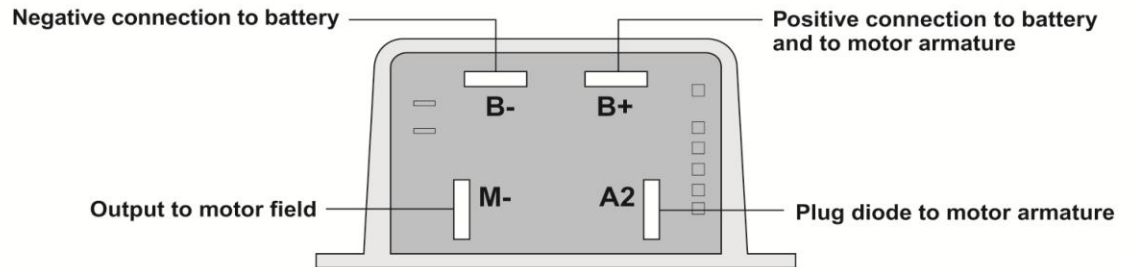 Negative connection to battery
Positive connection to battery
and to motor armature
B-
B+
Output to motor field
M-
A2
Plug diode to motor armature